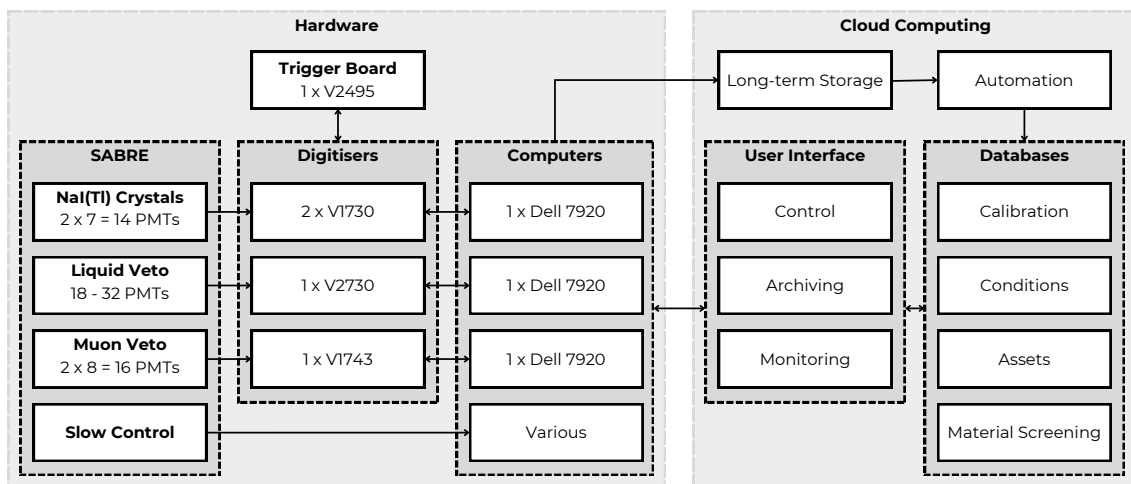 Hardware
Trigger Board
1 x V2495
SABRE
NaI(Tl) Crystals
2 x 7 = 14 PMTs
Liquid Veto
18 - 32 PMTs
Muon Veto
2 x 8 = 16 PMTs
Slow Control
Digitisers
2 x V1730
1 x V2730
1 x V1743
Computers
1 x Dell 7920
1 x Dell 7920
1 x Dell 7920
Various
Cloud Computing
Long-term Storage
Automation
User Interface
Control
Archiving
Monitoring
Databases
Calibration
Conditions
Assets
Material Screening